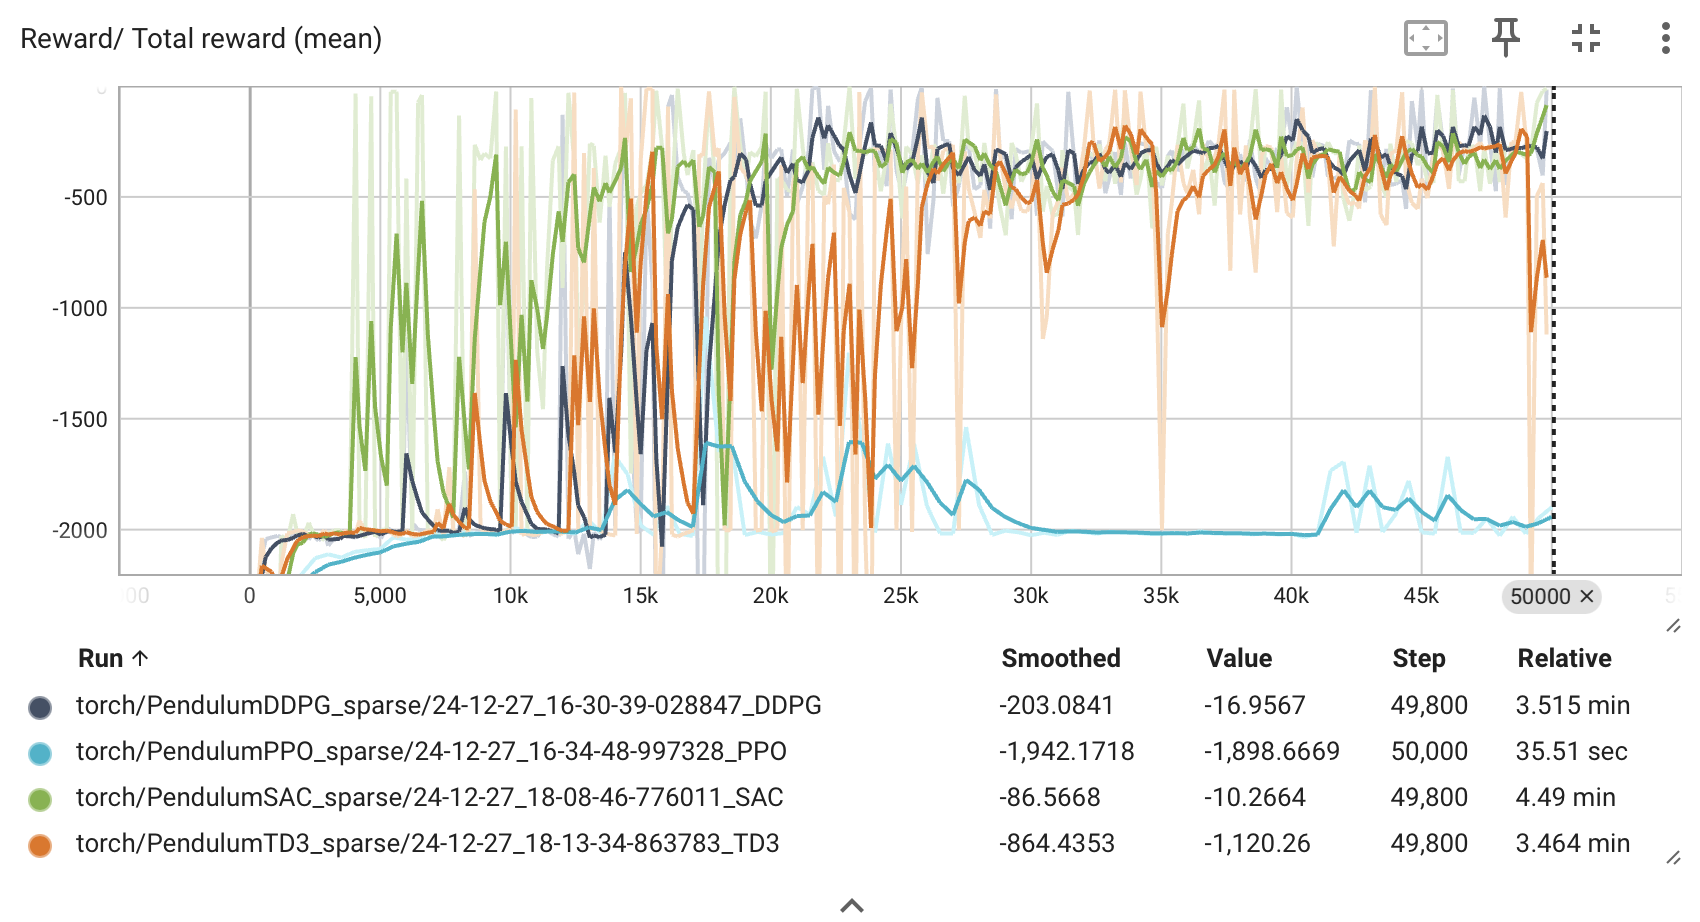 Reward/ Total reward (mean)
0
-500
-1000
-1500
-2000
00 0 5,000 10k 15k 20k 25k 30k 35k 40k 45k 50000 × 5
Run ↑ Smoothed Value Step Relative
torch/PendulumDDPG_sparse/24-12-27_16-30-39-028847_DDPG -203.0841 -16.9567 49,800 3.515 min
torch/PendulumPPO_sparse/24-12-27_16-34-48-997328_PPO -1,942.1718 -1,898.6669 50,000 35.51 sec
torch/PendulumSAC_sparse/24-12-27_18-08-46-776011_SAC -86.5668 -10.2664 49,800 4.49 min
torch/PendulumTD3_sparse/24-12-27_18-13-34-863783_TD3 -864.4353 -1,120.26 49,800 3.464 min